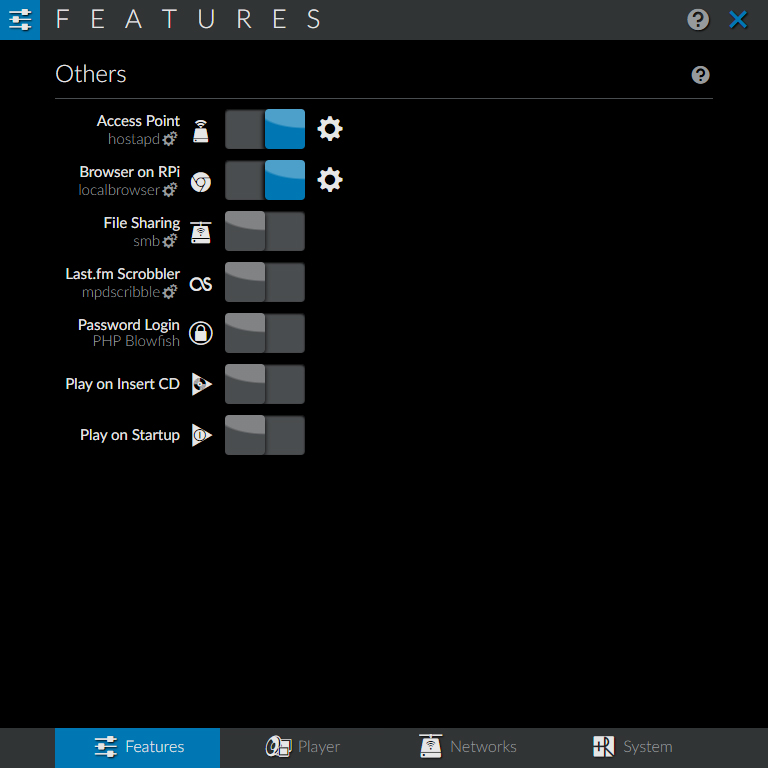 FEATURES
Others
Access Point
hostapd
Browser on RPi
localbrowser
File Sharing
smb
Last.fm Scrobbler
mpdscribble
Password Login
PHP Blowfish
Play on Insert CD
Play on Startup
Features Player Networks System